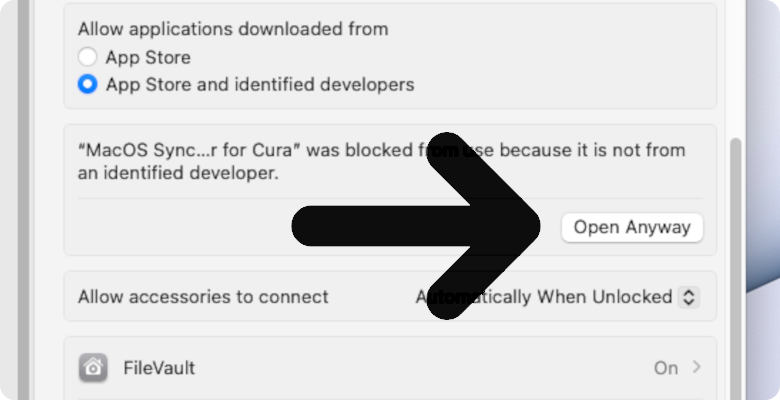 Allow applications downloaded from
App Store
App Store and identified developers
“MacOS Sync...r for Cura” was blocked from use because it is not from
an identified developer.
Open Anyway
Allow accessories to connect
Automatically When Unlocked
FileVault
On